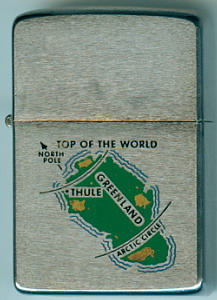 TOP OF THE WORLD
NORTH
POLE
THULE
GREENLAND
ARCTIC CIRCLE